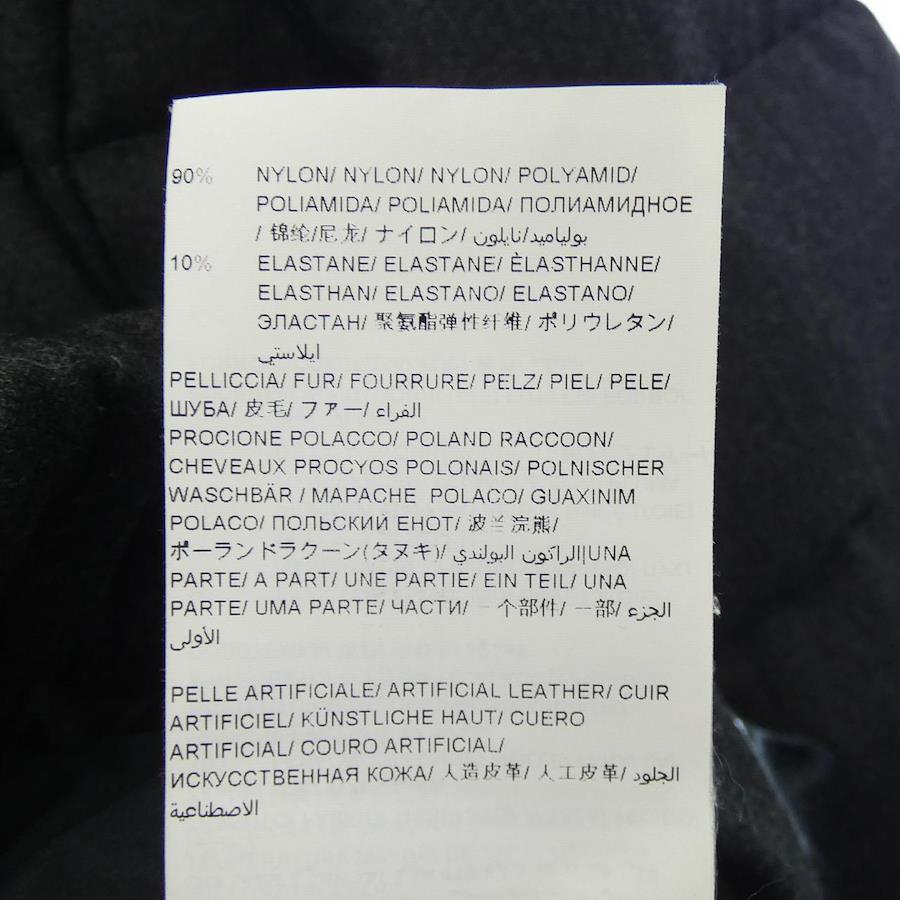 90% NYLON/ NYLON/ NYLON/ POLYAMID/
POLIAMIDA/ POLIAMIDA/ ПОЛИАМИДНОЕ
/ 锦纶/尼龙/ ナイロン/ بولياميد/نايلون
10% ELASTANE/ ELASTANE/ ÈLASTHANNE/
ELASTHAN/ ELASTANO/ ELASTANO/
ЭЛАСТАН/ 聚氨酯弹性纤维/ ポリウレタン/
ايلاستي
PELLICCIA/ FUR/ FOURRURE/ PELZ/ PIEL/ PELE/
ШУБА/ 皮毛/ ファー/ الفراء
PROCIONE POLACCO/ POLAND RACCOON/
CHEVEAUX PROCYOS POLONAIS/ POLNISCHER
WASCHBÄR / MAPACHE POLACO/ GUAXINIM
POLACO/ ПОЛЬСКИЙ ЕНОТ/ 波兰浣熊/
ポーランドラクーン(タヌキ)/ الراكون البولندي||UNA
PARTE/ A PART/ UNE PARTIE/ EIN TEIL/ UNA
PARTE/ UMA PARTE/ ЧАСТИ/ 一个部件/ 一部/ الجزء
الأولى
PELLE ARTIFICIALE/ ARTIFICIAL LEATHER/ CUIR
ARTIFICIEL/ KÜNSTLICHE HAUT/ CUERO
ARTIFICIAL/ COURO ARTIFICIAL/
ИСКУССТВЕННАЯ КОЖА/ 人造皮革/ 人工皮革/ الجلود
الاصطناعية